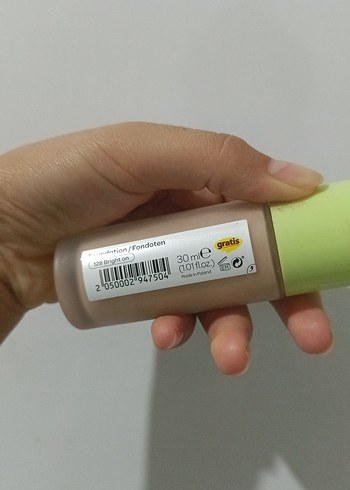 Foundation / Fondoten
128 Bright on
2 050002 947504
30 ml ℮
(1.01 fl.oz.)
Made in Poland
gratis